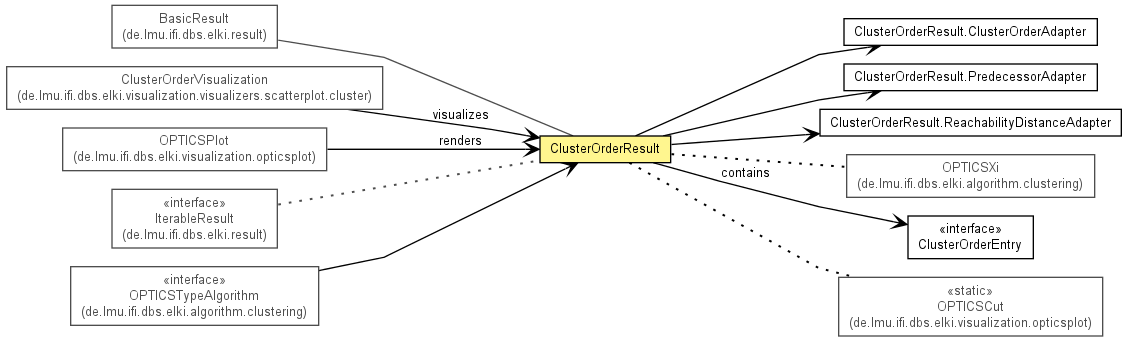 BasicResult
(de.lmu.ifi.dbs.elki.result)
ClusterOrderVisualization
(de.lmu.ifi.dbs.elki.visualization.visualizers.scatterplot.cluster)
visualizes
OPTICSPlot
(de.lmu.ifi.dbs.elki.visualization.opticsplot)
renders
«interface»
IterableResult
(de.lmu.ifi.dbs.elki.result)
«interface»
OPTICSTypeAlgorithm
(de.lmu.ifi.dbs.elki.algorithm.clustering)
ClusterOrderResult
ClusterOrderResult.ClusterOrderAdapter
ClusterOrderResult.PredecessorAdapter
ClusterOrderResult.ReachabilityDistanceAdapter
OPTICSXi
(de.lmu.ifi.dbs.elki.algorithm.clustering)
contains
«interface»
ClusterOrderEntry
«static»
OPTICSCut
(de.lmu.ifi.dbs.elki.visualization.opticsplot)